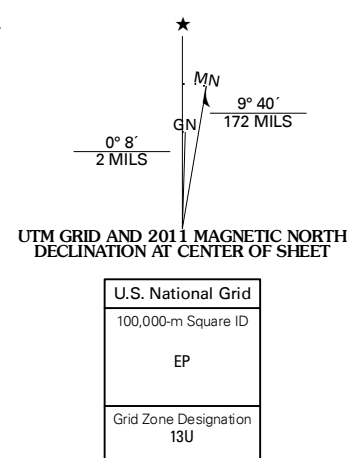 ★
MN
GN
9° 40´
172 MILS
0° 8´
2 MILS
UTM GRID AND 2011 MAGNETIC NORTH
DECLINATION AT CENTER OF SHEET
U.S. National Grid
100,000-m Square ID
EP
Grid Zone Designation
13U